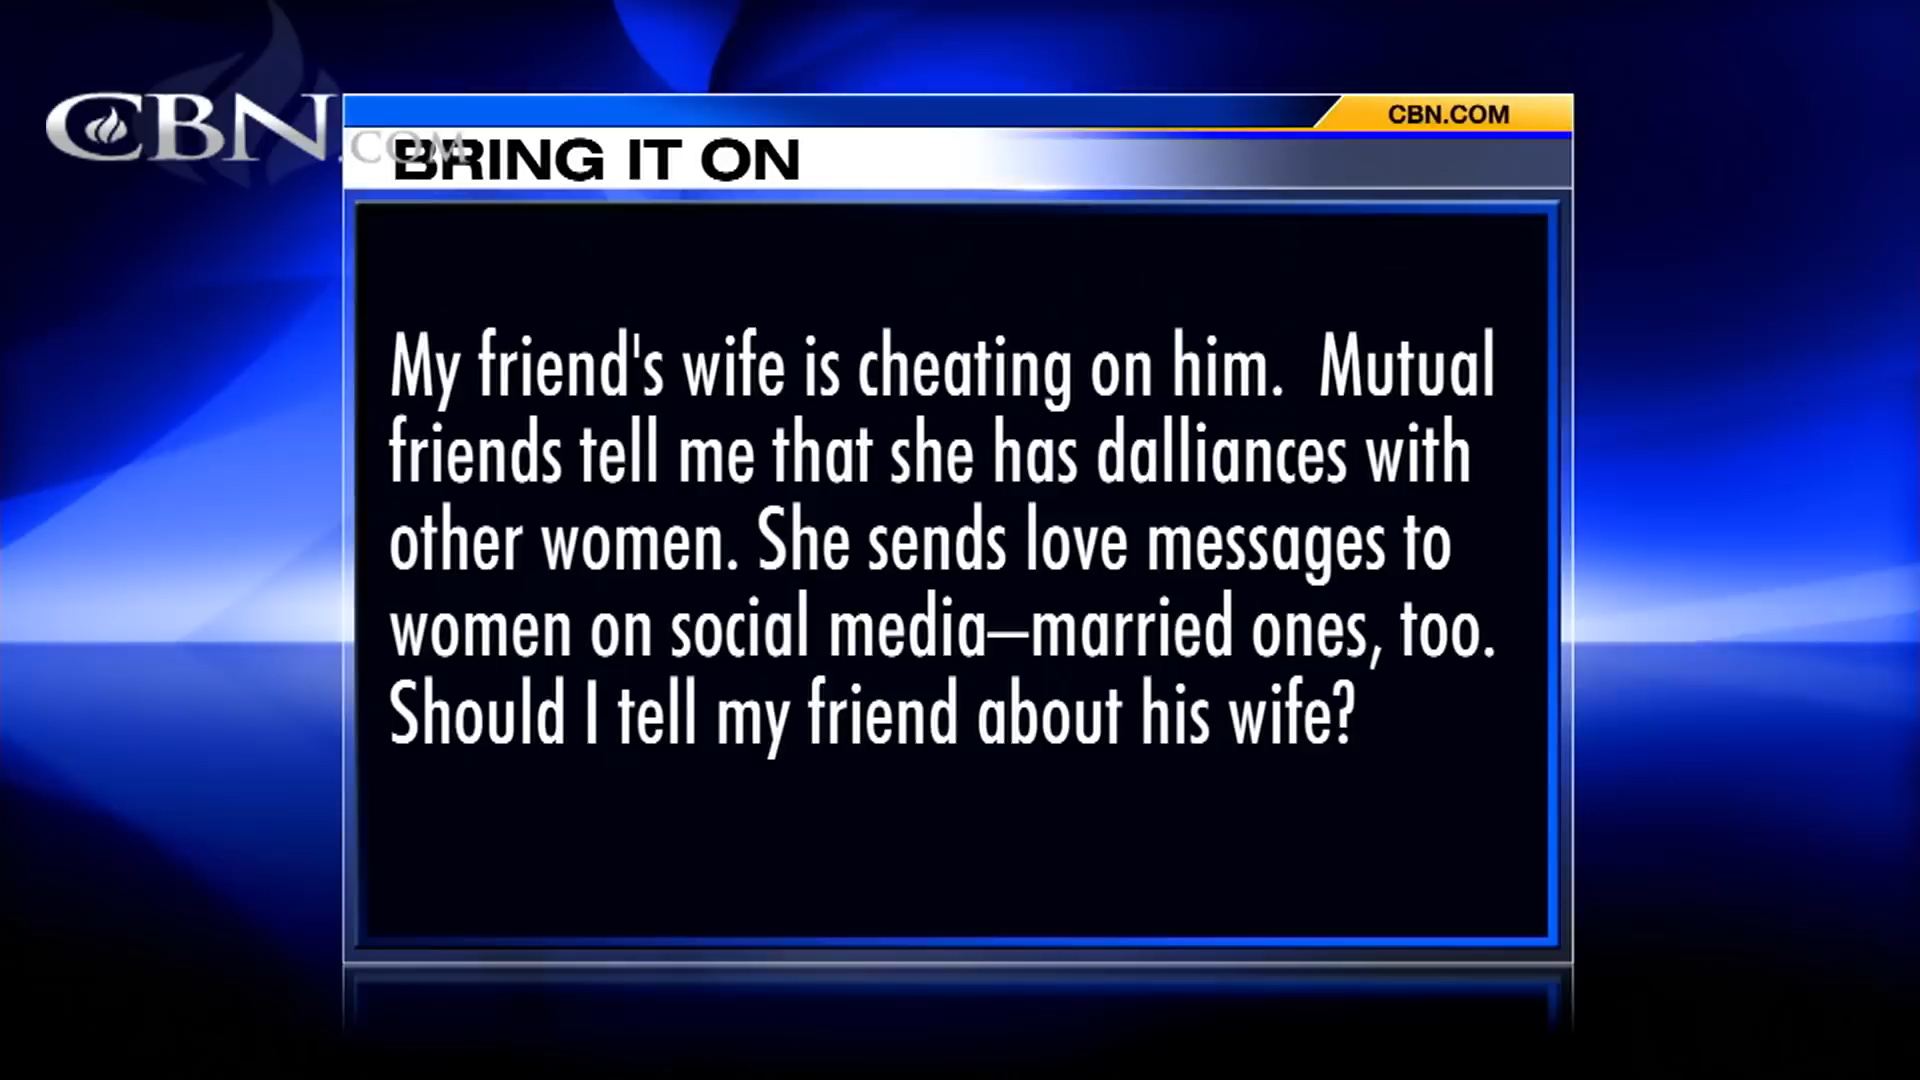 CBN.COM
CBN.COM
BRING IT ON
My friend's wife is cheating on him.  Mutual
friends tell me that she has dalliances with
other women. She sends love messages to
women on social media—married ones, too.
Should I tell my friend about his wife?